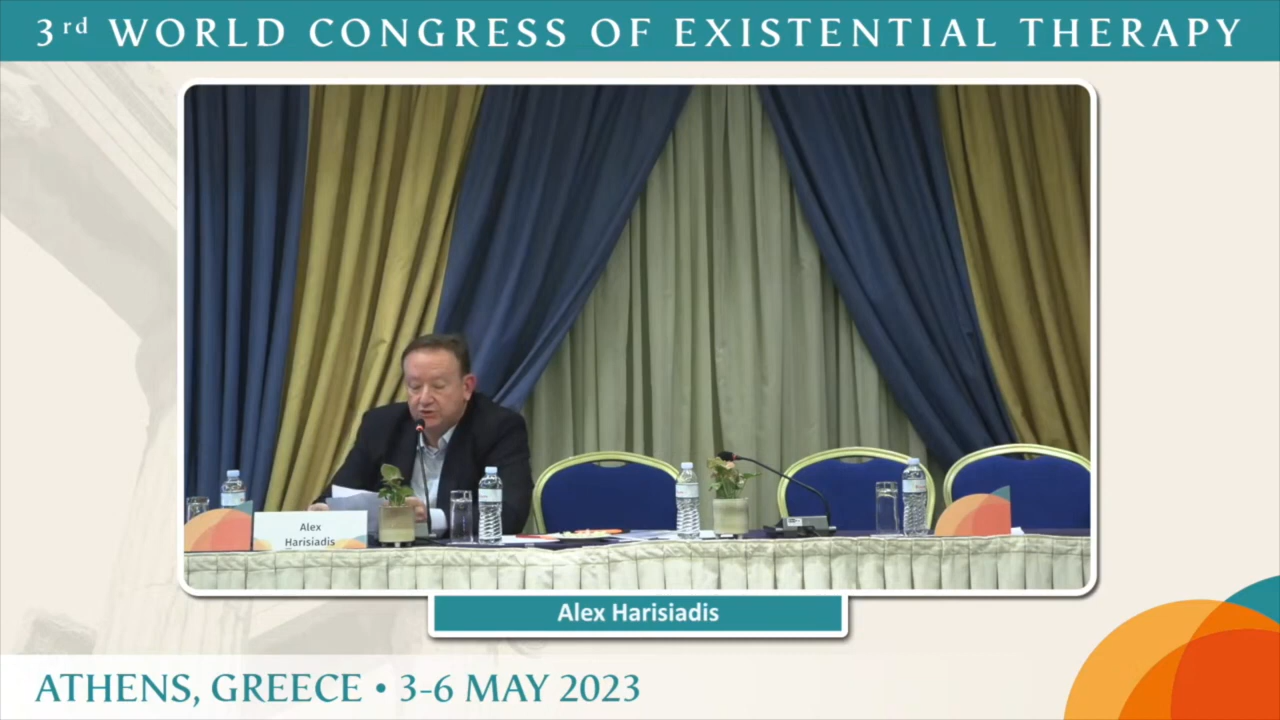 3rd WORLD CONGRESS OF EXISTENTIAL THERAPY
Alex
Harisiadis
Alex Harisiadis
ATHENS, GREECE • 3-6 MAY 2023